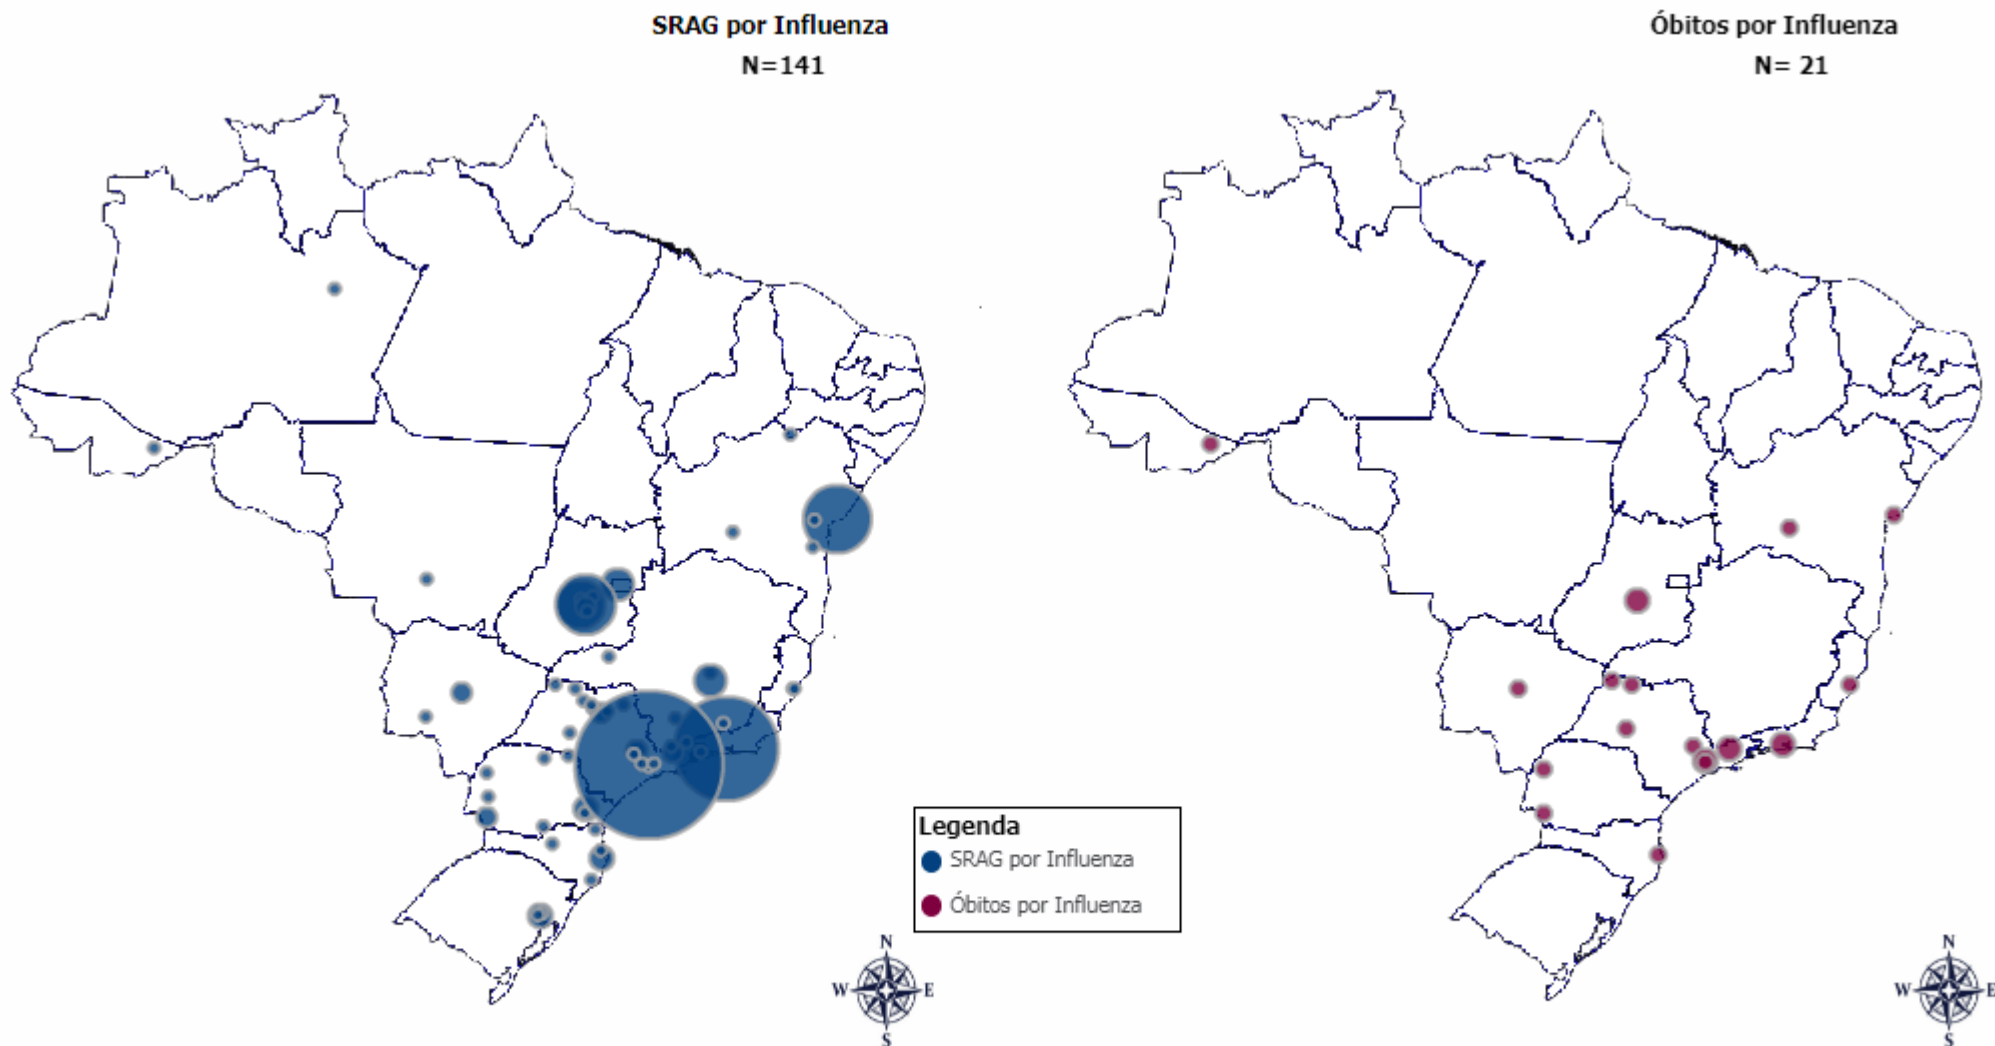 SRAG por Influenza
N=141
Óbitos por Influenza
N= 21
Legenda
SRAG por Influenza
Óbitos por Influenza
N
W E
S
N
W E
S